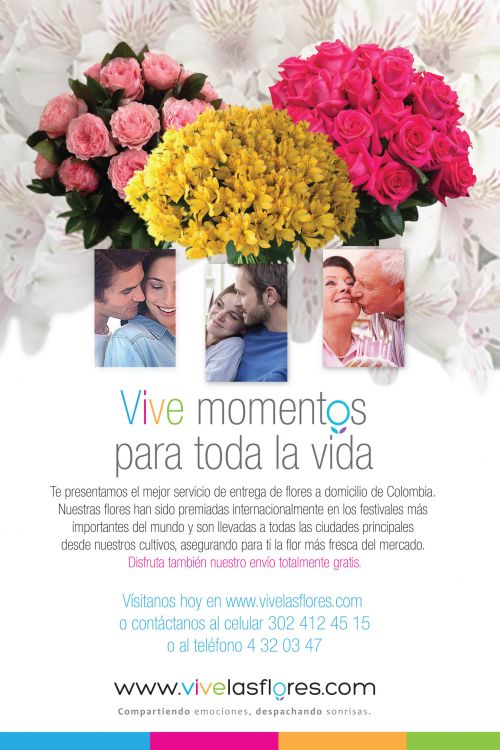 Vive momentos
para toda la vida
Te presentamos el mejor servicio de entrega de flores a domicilio de Colombia.
Nuestras flores han sido premiadas internacionalmente en los festivales más
importantes del mundo y son llevadas a todas las ciudades principales
desde nuestros cultivos, asegurando para ti la flor más fresca del mercado.
Disfruta también nuestro envío totalmente gratis.
Vísitanos hoy en www.vivelasflores.com
o contáctanos al celular 302 412 45 15
o al teléfono 4 32 03 47
www.vivelasflores.com
Compartiendo emociones, despachando sonrisas.